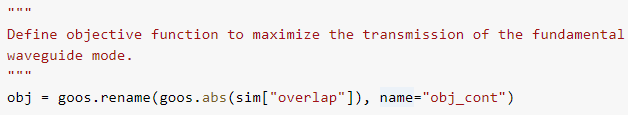 """
Define objective function to maximize the transmission of the fundamental
waveguide mode.
"""
obj = goos.rename(goos.abs(sim["overlap"]), name="obj_cont")